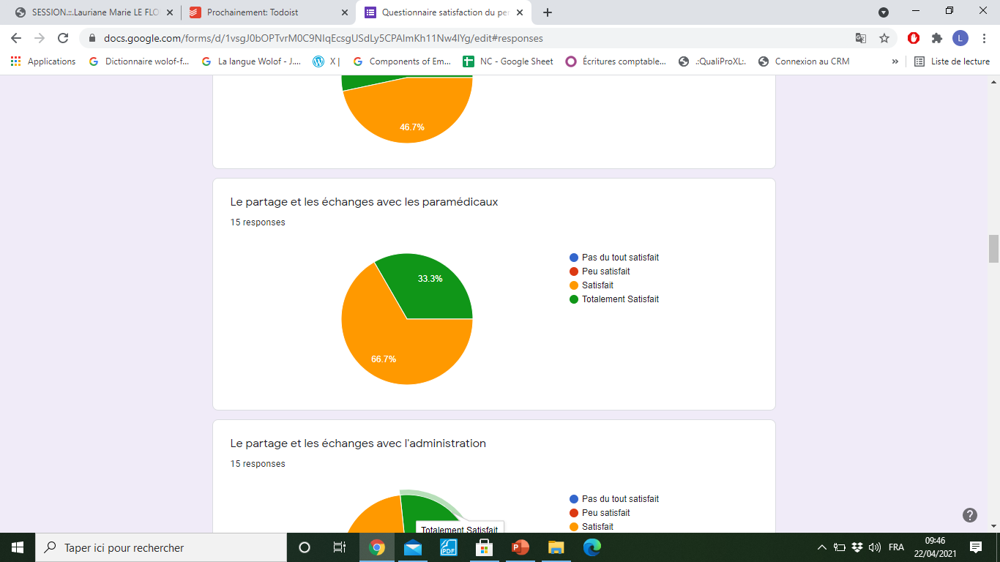 SESSION.::.Lauriane Marie LE FLO
Prochainement: Todoist
Questionnaire satisfaction du per
docs.google.com/forms/d/1vsgJ0bOPTvrM0C9NIqEcsgUSdLy5CPAlmKh11Nw4lYg/edit#responses
L
Applications
Dictionnaire wolof-f...
La langue Wolof - J....
X |
Components of Em...
NC - Google Sheet
Écritures comptable...
.:QualiProXL:.
Connexion au CRM
»
Liste de lecture
46.7%
Le partage et les échanges avec les paramédicaux
15 responses
33.3%
66.7%
Pas du tout satisfait
Peu satisfait
Satisfait
Totalement Satisfait
Le partage et les échanges avec l'administration
15 responses
Pas du tout satisfait
Peu satisfait
Satisfait
Totalement Satisfait
Taper ici pour rechercher
PDF
FRA
09:46
22/04/2021